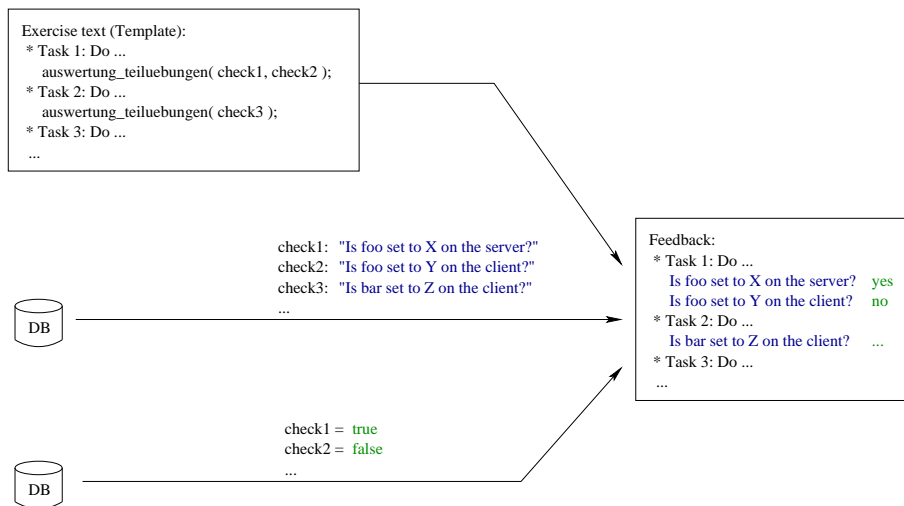 Exercise text (Template):
* Task 1: Do ...
auswertung_teiluebungen( check1, check2 );
* Task 2: Do ...
auswertung_teiluebungen( check3 );
* Task 3: Do ...
...
check1: "Is foo set to X on the server?"
check2: "Is foo set to Y on the client?"
check3: "Is bar set to Z on the client?"
...
DB
Feedback:
* Task 1: Do ...
Is foo set to X on the server? yes
Is foo set to Y on the client? no
* Task 2: Do ...
Is bar set to Z on the client? ...
* Task 3: Do ...
...
check1 = true
check2 = false
...
DB